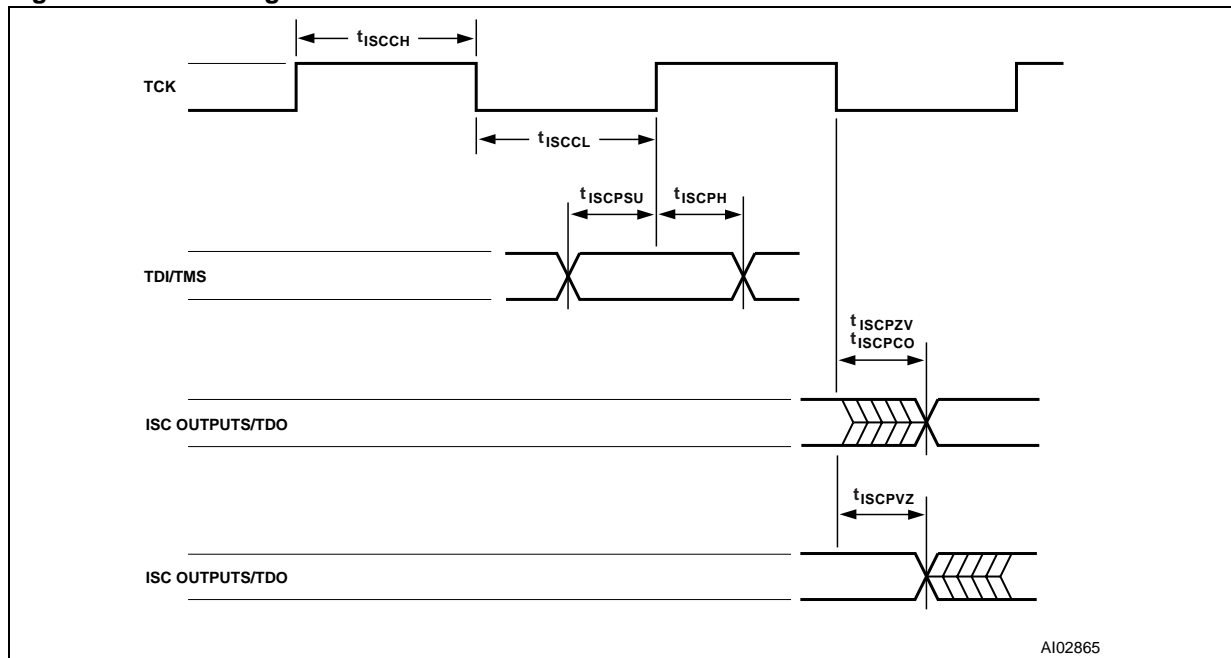 tISCCH
TCK
tISCCL
tISCPSU
tISCPH
TDI/TMS
tISCPZV
tISCPCO
ISC OUTPUTS/TDO
tISCPVZ
ISC OUTPUTS/TDO
AI02865